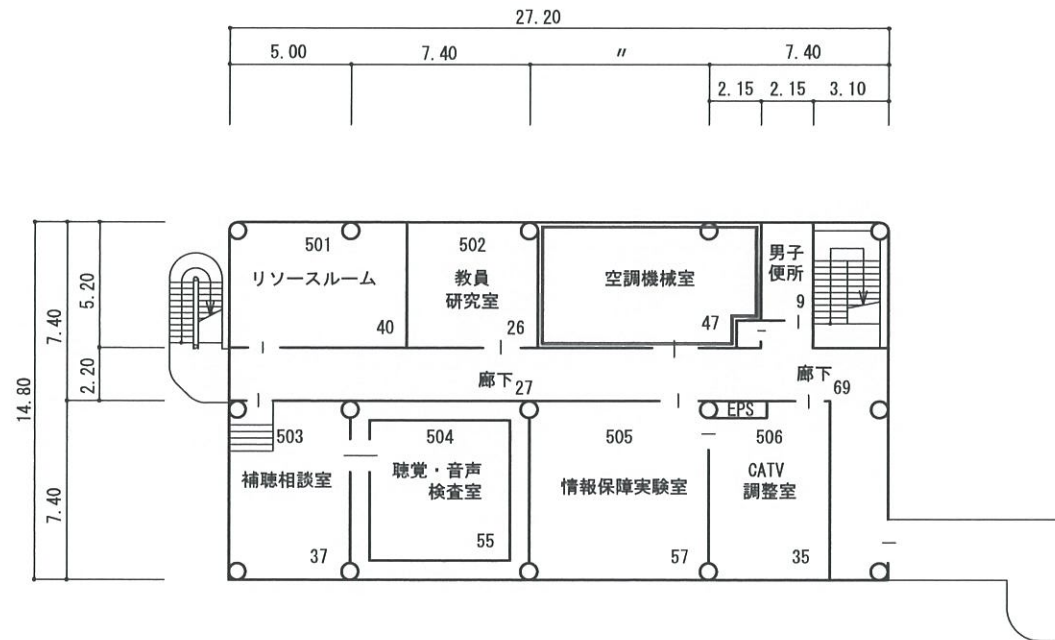 27.20
5.00
7.40
〃
7.40
2.15
2.15
3.10
14.80
7.40
5.20
2.20
7.40
501
リソースルーム
40
502
教員
研究室
26
空調機械室
47
男子
便所
9
廊下
27
廊下
69
503
補聴相談室
37
504
聴覚・音声
検査室
55
505
情報保障実験室
57
EPS
506
CATV
調整室
35